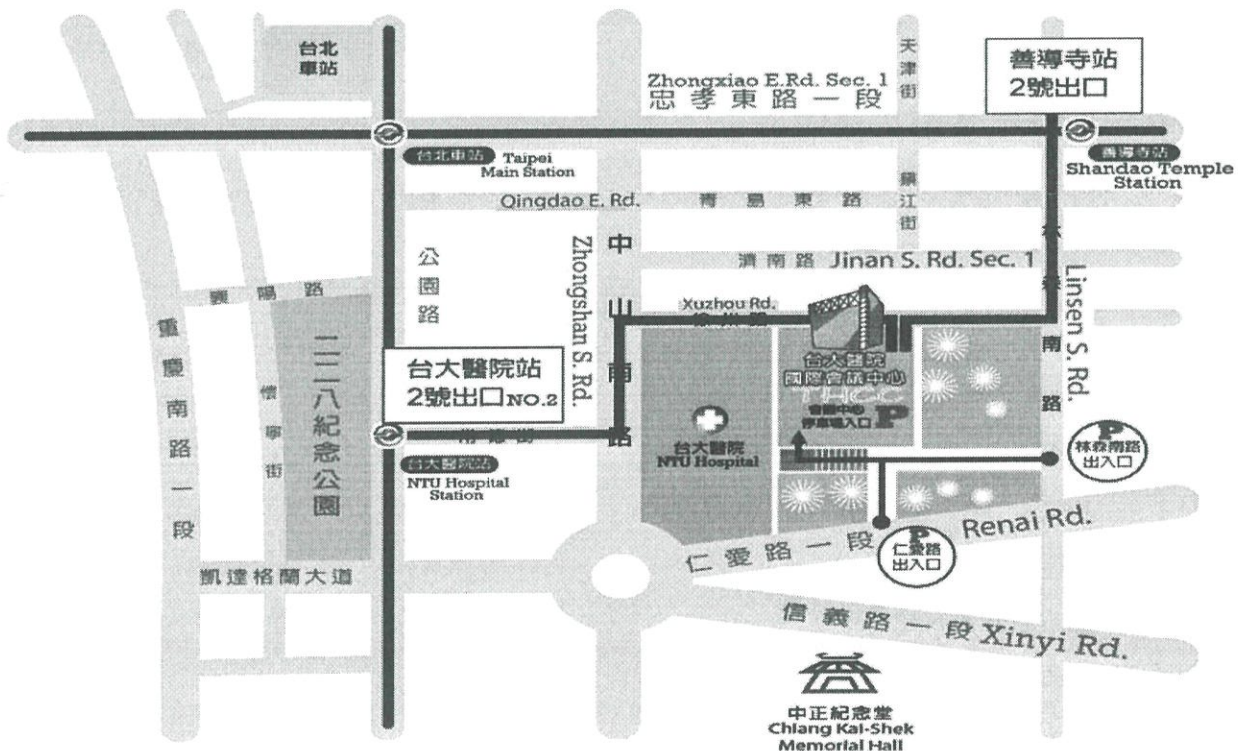 台北
車站
Zhongxiao E.Rd. Sec. 1
忠孝東路一段
天津街
善導寺站
2號出口
台北車站
Taipei
Main Station
善導寺站
Shandao Temple
Station
Qingdao E. Rd.
青島東路
鎮江街
公園路
Zhongshan S. Rd.
中山南路
濟南路 Jinan S. Rd. Sec. 1
林森南路
Linsen S. Rd.
襄陽路
Xuzhou Rd.
徐州路
重慶南路一段
懷寧街
二二八紀念公園
台大醫院站
2號出口NO.2
台大醫院
國際會議中心
THCC
會議中心
停車場入口
P
台大醫院
NTU Hospital
台大醫院站
NTU Hospital
Station
P
林森南路
出入口
仁愛路一段
Renai Rd.
P
仁愛路
出入口
凱達格蘭大道
信義路一段 Xinyi Rd.
中正紀念堂
Chiang Kai-Shek
Memorial Hall